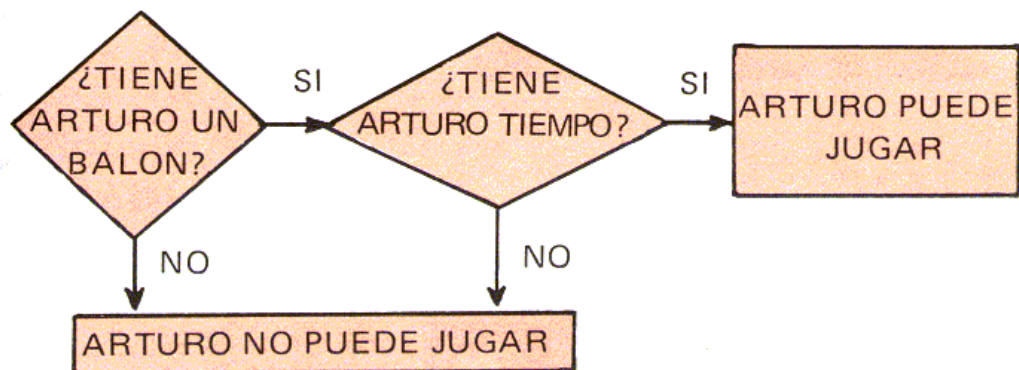 ¿TIENE
ARTURO UN
BALON?
SI
¿TIENE
ARTURO TIEMPO?
SI
ARTURO PUEDE
JUGAR
NO
NO
ARTURO NO PUEDE JUGAR